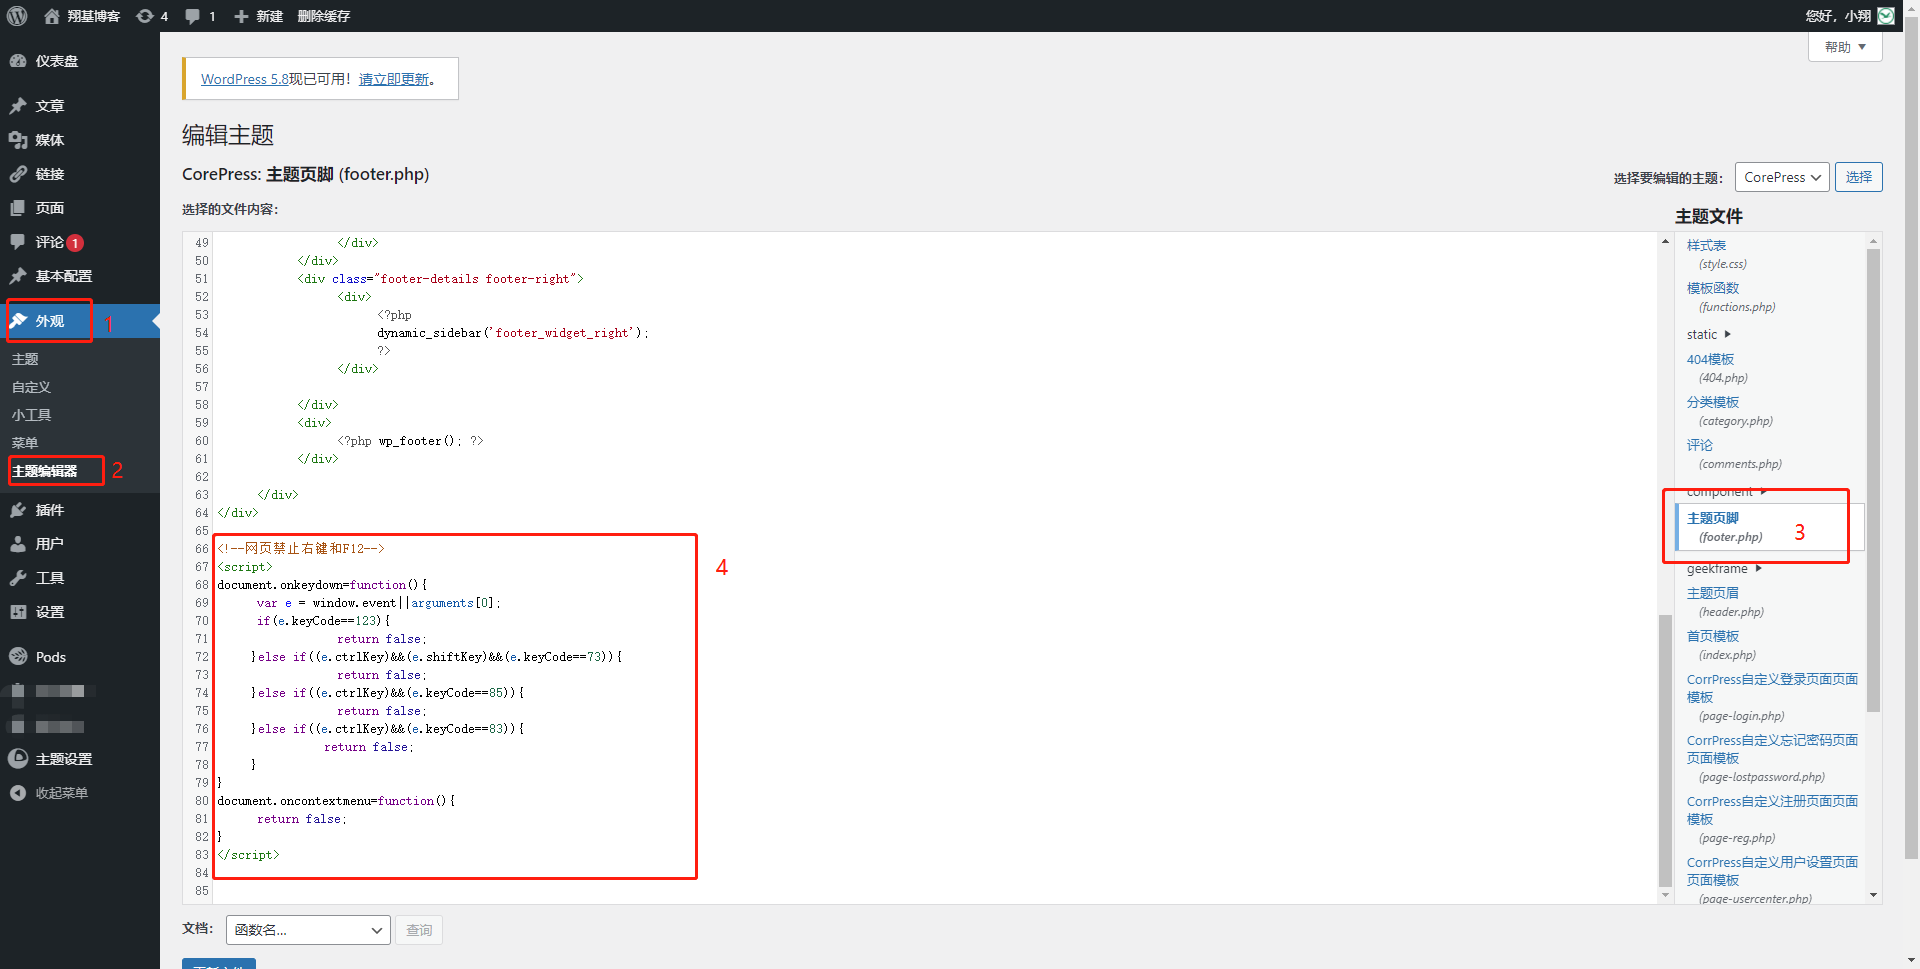 翔基博客 4 1 新建 删除缓存 您好，小翔
帮助
仪表盘
文章
媒体
链接
页面
评论 1
基本配置
外观 1
主题
自定义
小工具
菜单
主题编辑器 2
插件
用户
工具
设置
Pods
主题设置
收起菜单
WordPress 5.8现已可用！请立即更新。
编辑主题
CorePress: 主题页脚 (footer.php)
选择要编辑的主题： CorePress 选择
选择的文件内容：
49 </div>
50 </div>
51 <div class="footer-details footer-right">
52 <div>
53 <?php
54 dynamic_sidebar('footer_widget_right');
55 ?>
56 </div>
57
58 </div>
59 <div>
60 <?php wp_footer(); ?>
61 </div>
62
63 </div>
64 </div>
65
66 <!--网页禁止右键和F12-->
67 <script>
68 document.onkeydown=function(){
69 var e = window.event||arguments[0];
70 if(e.keyCode==123){
71 return false;
72 }else if((e.ctrlKey)&&(e.shiftKey)&&(e.keyCode==73)){
73 return false;
74 }else if((e.ctrlKey)&&(e.keyCode==85)){
75 return false;
76 }else if((e.ctrlKey)&&(e.keyCode==83)){
77 return false;
78 }
79 }
80 document.oncontextmenu=function(){
81 return false;
82 }
83 </script>
84
85
4
主题文件
样式表
(style.css)
模板函数
(functions.php)
static
404模板
(404.php)
分类模板
(category.php)
评论
(comments.php)
component
主题页脚
(footer.php) 3
geekframe
主题页眉
(header.php)
首页模板
(index.php)
CorrPress自定义登录页面页面
模板
(page-login.php)
CorrPress自定义忘记密码页面
页面模板
(page-lostpassword.php)
CorrPress自定义注册页面页面
模板
(page-reg.php)
CorrPress自定义用户设置页面
页面模板
(page-usercenter.php)
文档： 函数名... 查询
更新文件